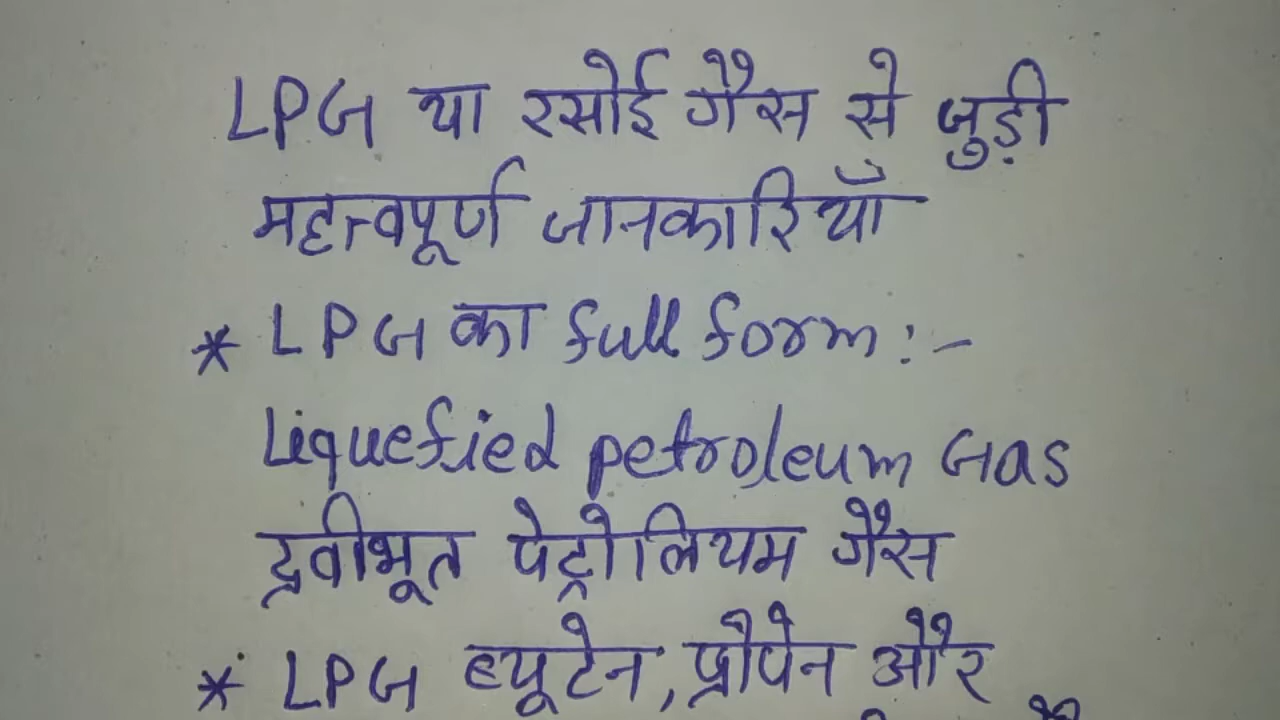 LPG या रसोई गैस से जुड़ी
महत्वपूर्ण जानकारियाँ
* LPG का full form :-
Liquefied petroleum Gas
द्रवीभूत पेट्रोलियम गैस
* LPG ब्यूटेन, प्रौपेन और